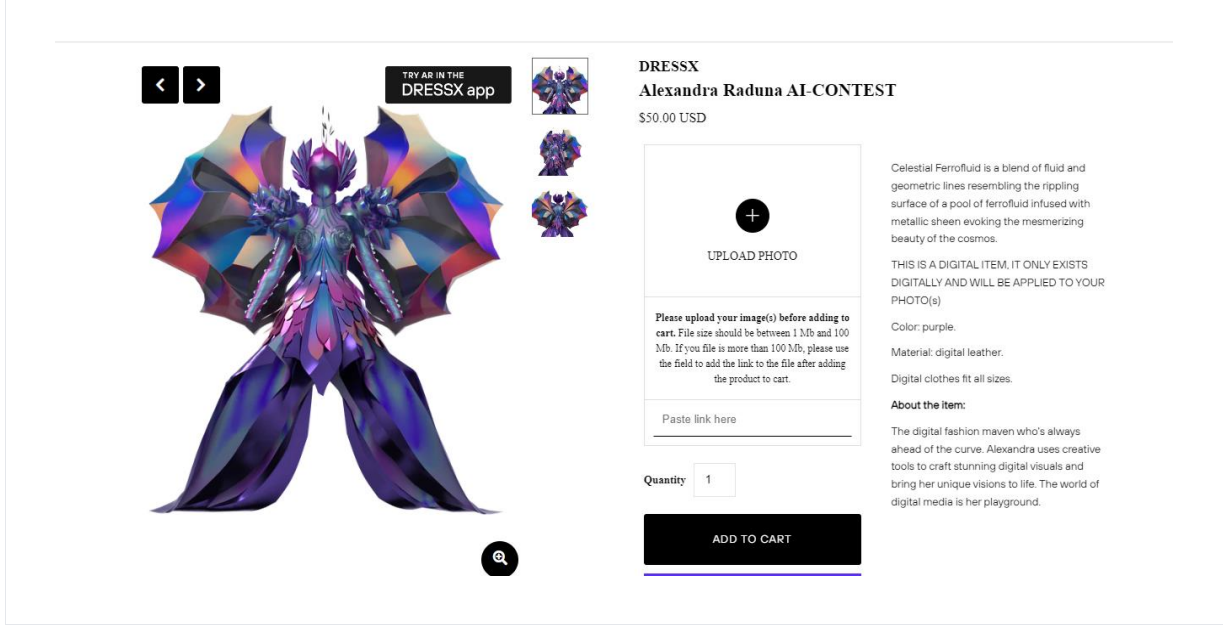 TRY AR IN THE
DRESSX app
DRESSX
Alexandra Raduna AI-CONTEST
$50.00 USD
UPLOAD PHOTO
Please upload your image(s) before adding to
cart. File size should be between 1 Mb and 100
Mb. If you file is more than 100 Mb, please use
the field to add the link to the file after adding
the product to cart.
Paste link here
Quantity 1
ADD TO CART
Celestial Ferrofluid is a blend of fluid and
geometric lines resembling the rippling
surface of a pool of ferrofluid infused with
metallic sheen evoking the mesmerizing
beauty of the cosmos.
THIS IS A DIGITAL ITEM, IT ONLY EXISTS
DIGITALLY AND WILL BE APPLIED TO YOUR
PHOTO(s)
Color: purple.
Material: digital leather.
Digital clothes fit all sizes.
About the item:
The digital fashion maven who's always
ahead of the curve. Alexandra uses creative
tools to craft stunning digital visuals and
bring her unique visions to life. The world of
digital media is her playground.